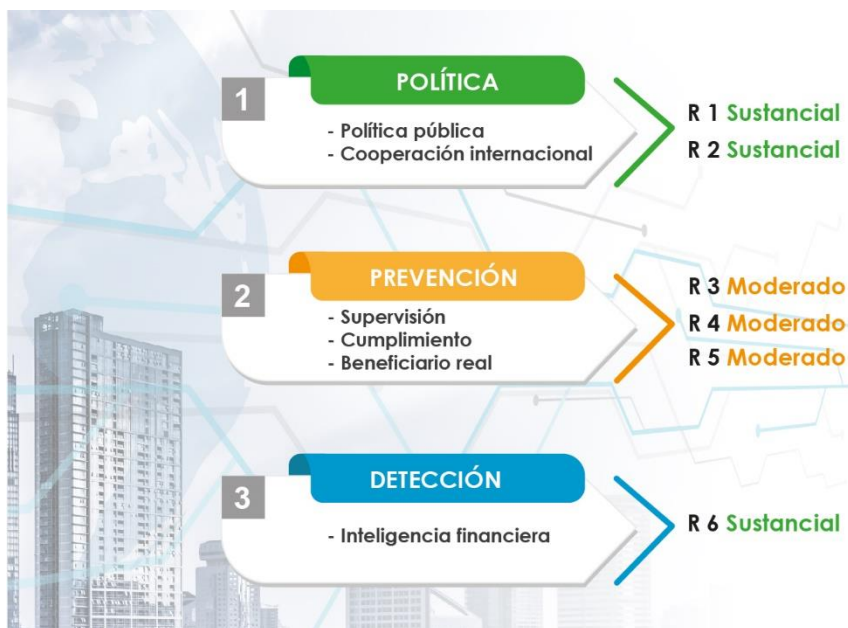 1
POLÍTICA
- Política pública
- Cooperación internacional
R 1 Sustancial
R 2 Sustancial
2
PREVENCIÓN
- Supervisión
- Cumplimiento
- Beneficiario real
R 3 Moderado
R 4 Moderado
R 5 Moderado
3
DETECCIÓN
- Inteligencia financiera
R 6 Sustancial